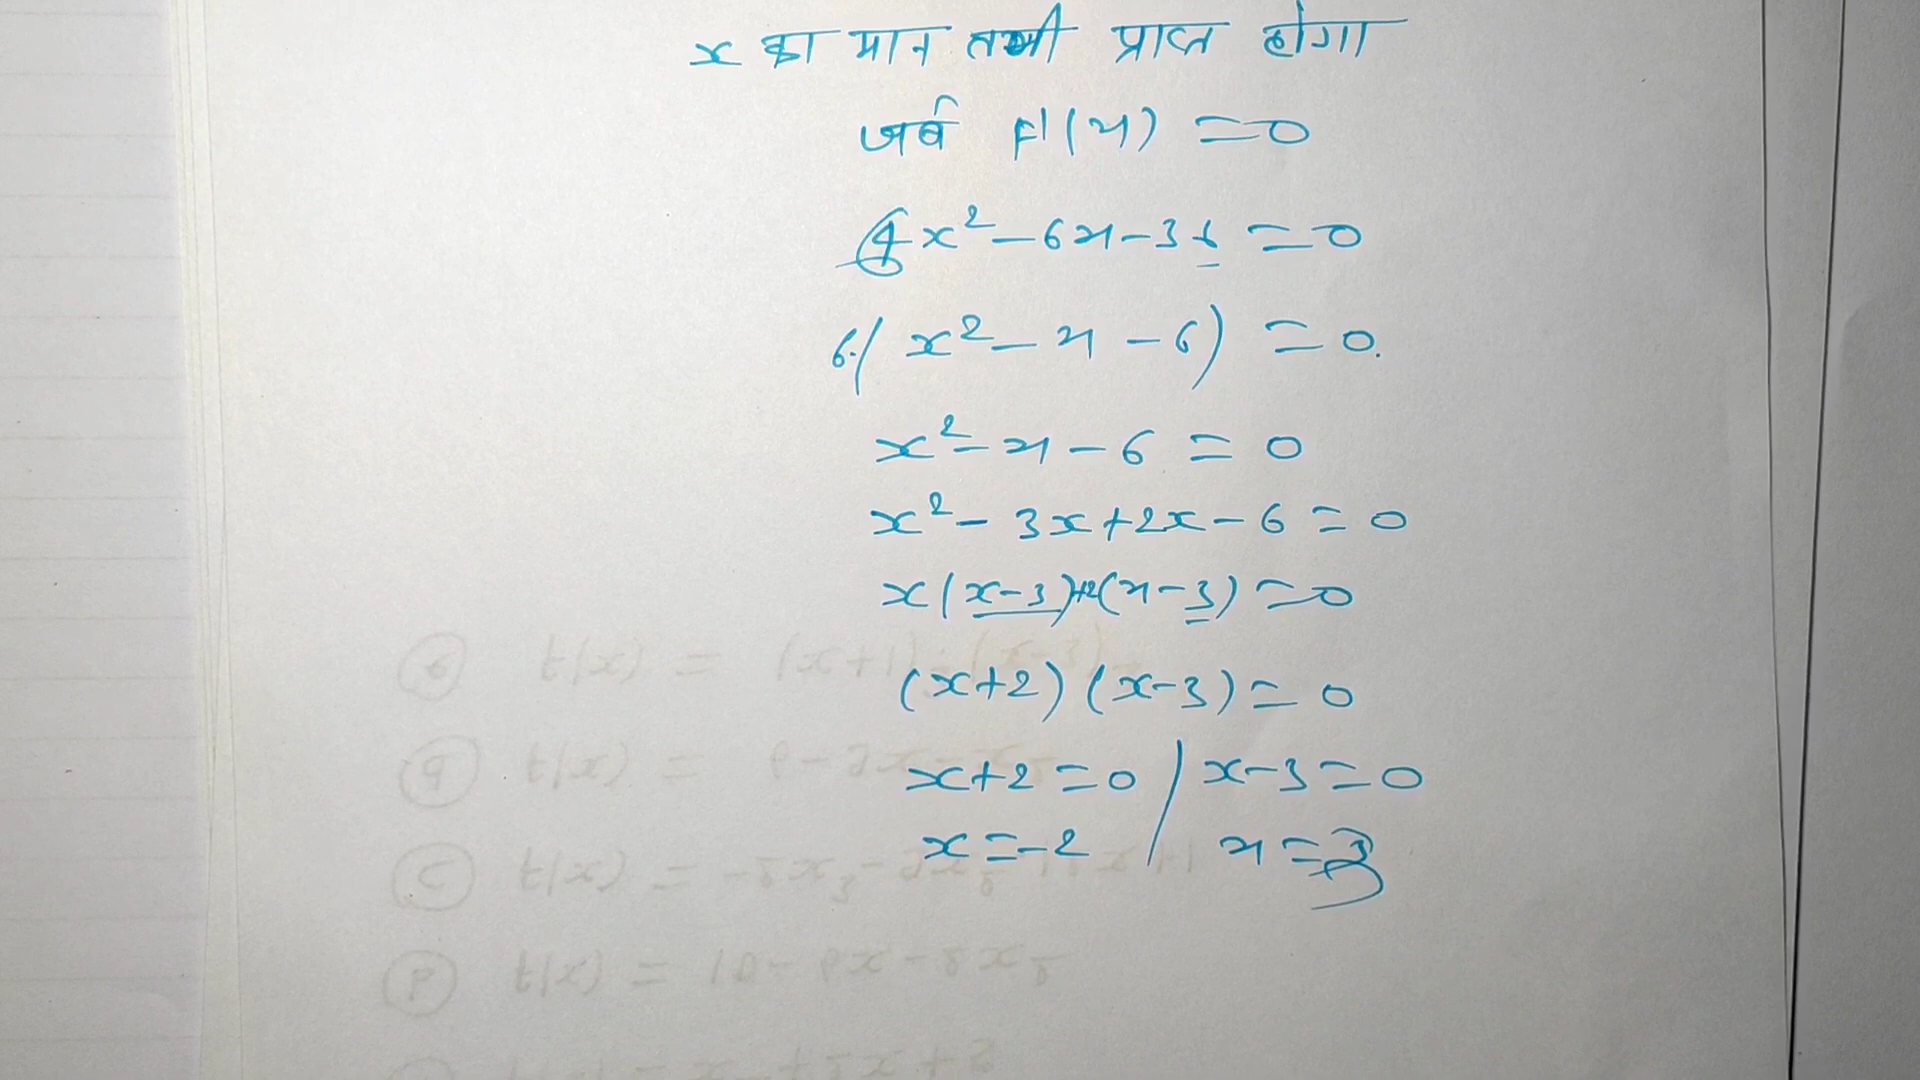 x का मान तभी प्राप्त होगा
जब F'(x) = 0
6x² - 6x - 36 = 0
6(x² - x - 6) = 0.
x² - x - 6 = 0
x² - 3x + 2x - 6 = 0
x(x-3)+2(x-3) = 0
(x+2)(x-3) = 0
x+2 = 0 / x-3 = 0
x = -2 / x = 3